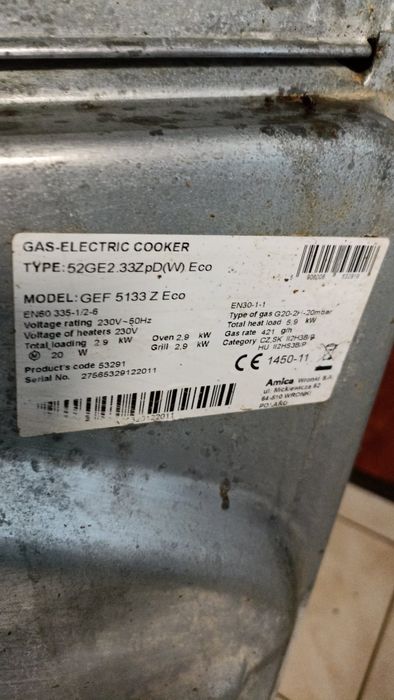 GAS-ELECTRIC COOKER
TYPE:52GE2.33ZpD(W) Eco
MODEL: GEF 5133 Z Eco
EN60 335-1/2-6
Voltage rating 230V~50Hz
Voltage of heaters 230V
Total loading 2.9 kW
M 20 W
Oven 2.9 kW
Grill 2.9 kW
Product's code 53291
Serial No. 27565329122011
EN30-1-1
Type of gas G20-2H-20mbar
Total heat load 5.9 kW
Gas rate 421 g/h
Category CZ,SK II2H3B/P
HU II2HS3B/P
CE 1450-11
Amica Wronki S.A.
ul. Mickiewicza 52
64-510 WRONKI
POLAND